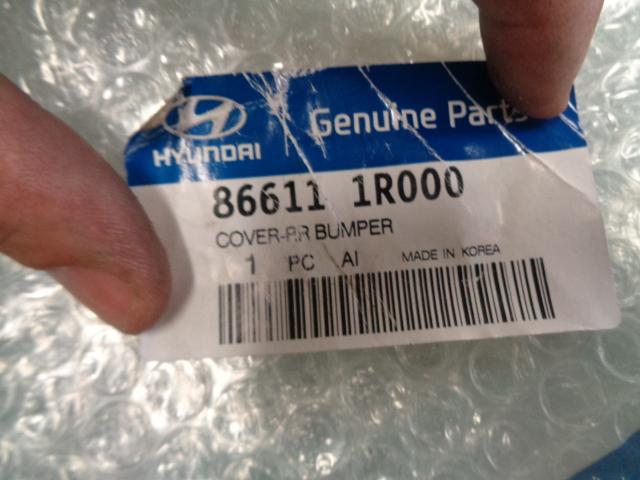 HYUNDAI Genuine Parts
86611 1R000
COVER-RR BUMPER
1 PC AI MADE IN KOREA